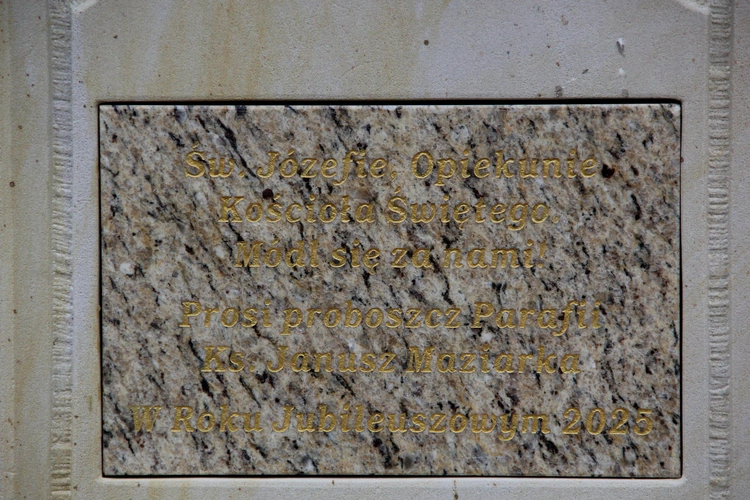 Św. Józefie, Opiekunie
Kościoła Świętego,
Módl się za nami!
Prosi proboszcz Parafii
Ks. Janusz Maziarka
W Roku Jubileuszowym 2025